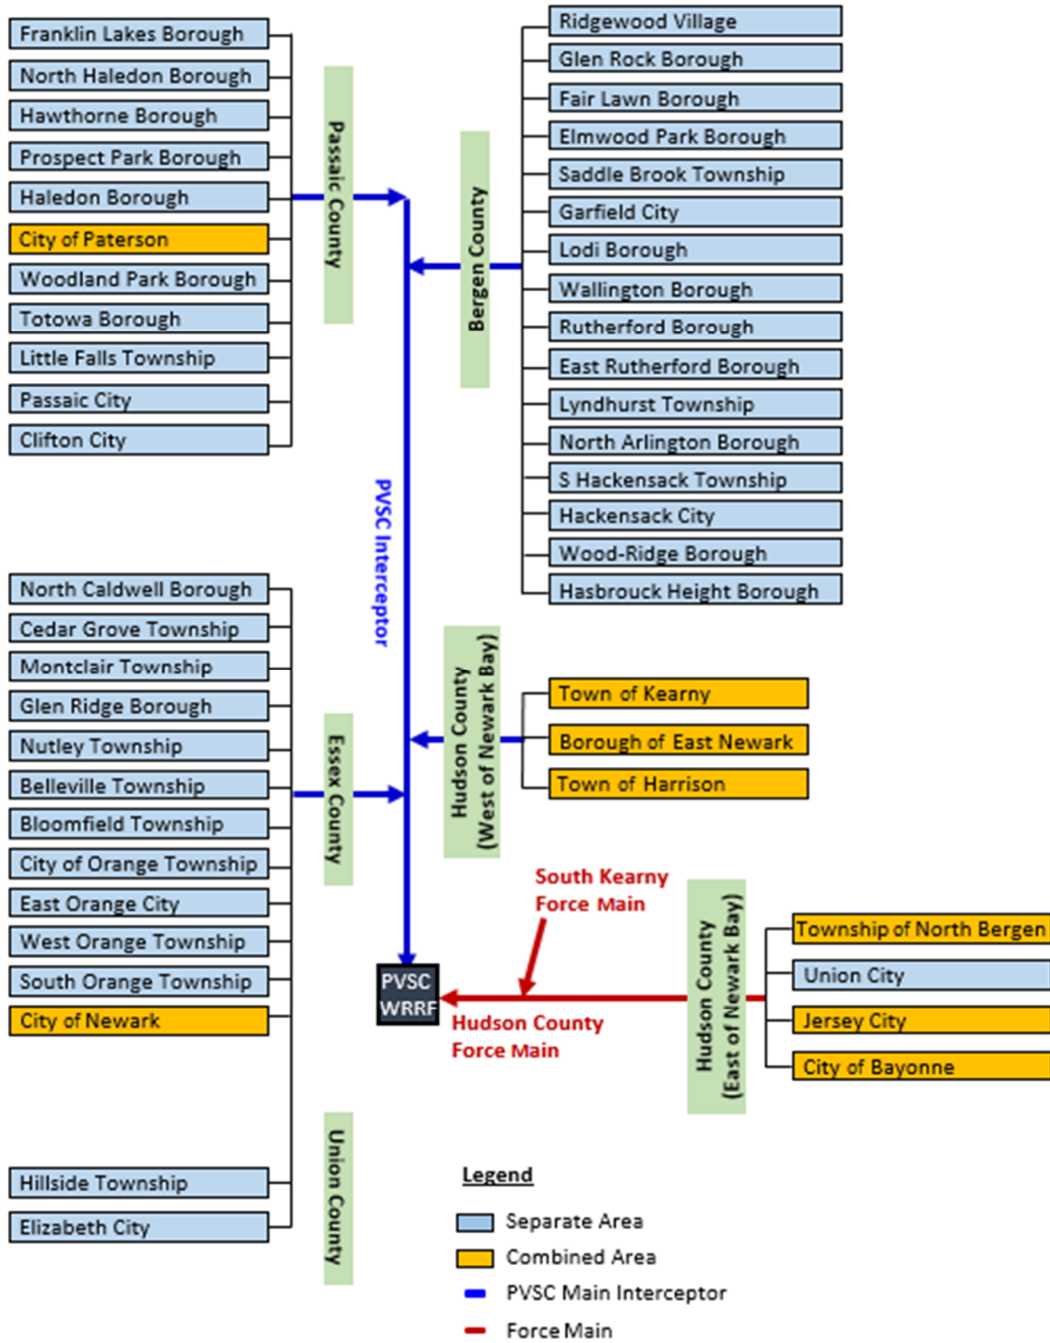 Franklin Lakes Borough
North Haledon Borough
Hawthorne Borough
Prospect Park Borough
Haledon Borough
City of Paterson
Woodland Park Borough
Totowa Borough
Little Falls Township
Passaic City
Clifton City
Passaic County
Bergen County
Ridgewood Village
Glen Rock Borough
Fair Lawn Borough
Elmwood Park Borough
Saddle Brook Township
Garfield City
Lodi Borough
Wallington Borough
Rutherford Borough
East Rutherford Borough
Lyndhurst Township
North Arlington Borough
S Hackensack Township
Hackensack City
Wood-Ridge Borough
Hasbrouck Height Borough
PVSC Interceptor
North Caldwell Borough
Cedar Grove Township
Montclair Township
Glen Ridge Borough
Nutley Township
Belleville Township
Bloomfield Township
City of Orange Township
East Orange City
West Orange Township
South Orange Township
City of Newark
Essex County
Hudson County
(West of Newark Bay)
Town of Kearny
Borough of East Newark
Town of Harrison
South Kearny
Force Main
PVSC
WRRF
Hudson County
Force Main
Hudson County
(East of Newark Bay)
Township of North Bergen
Union City
Jersey City
City of Bayonne
Hillside Township
Elizabeth City
Union County
Legend
Separate Area
Combined Area
PVSC Main Interceptor
Force Main